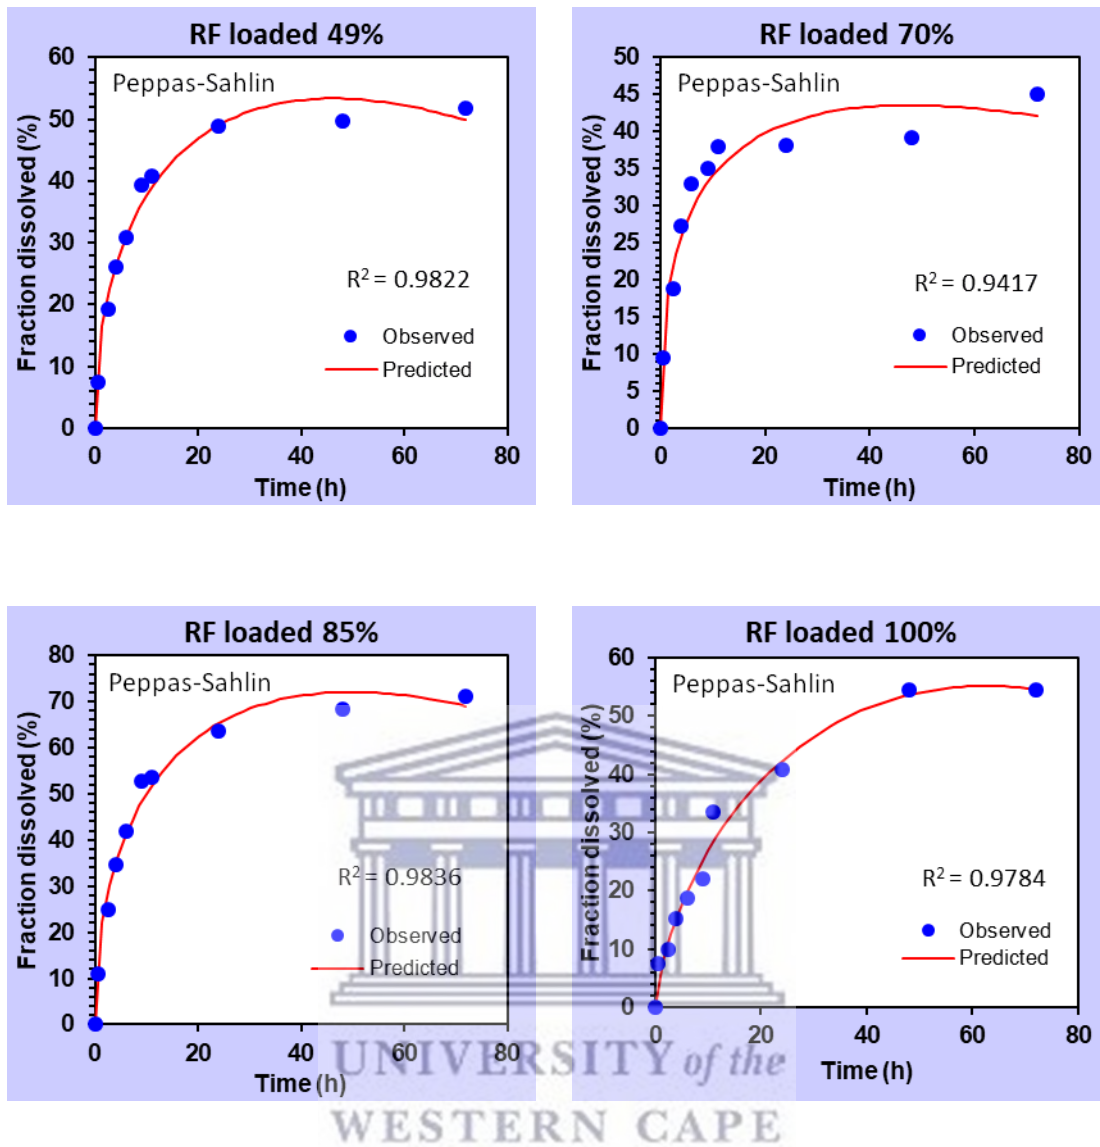 RF loaded 49%
Peppas-Sahlin
Fraction dissolved (%)
60
50
40
30
20
10
0
R² = 0.9822
Observed
Predicted
0 20 40 60 80
Time (h)
RF loaded 70%
Peppas-Sahlin
Fraction dissolved (%)
50
45
40
35
30
25
20
15
10
5
0
R² = 0.9417
Observed
Predicted
0 20 40 60 80
Time (h)
RF loaded 85%
Peppas-Sahlin
Fraction dissolved (%)
80
70
60
50
40
30
20
10
0
R² = 0.9836
Observed
Predicted
0 20 40 60 80
Time (h)
RF loaded 100%
Peppas-Sahlin
Fraction dissolved (%)
60
50
40
30
20
10
0
R² = 0.9784
Observed
Predicted
0 20 40 60 80
Time (h)
UNIVERSITY of the
WESTERN CAPE